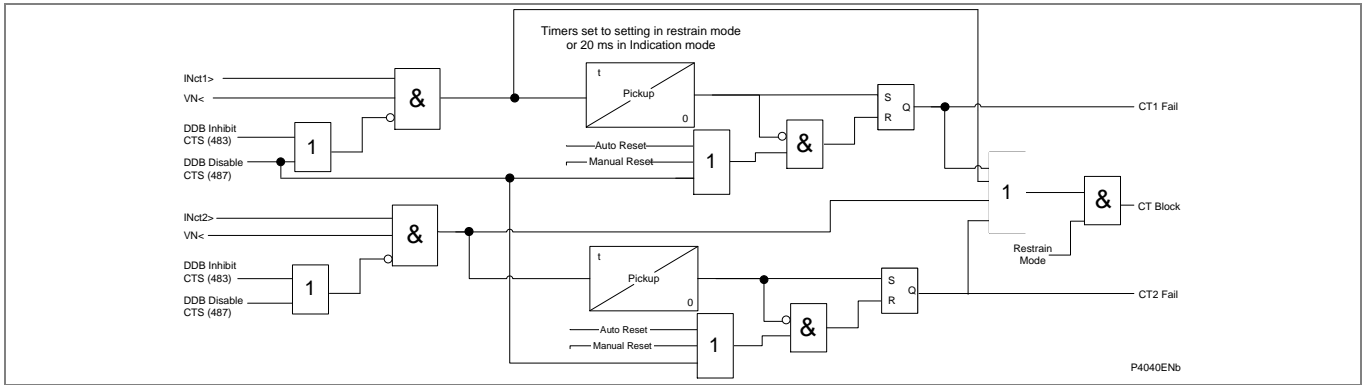 Timers set to setting in restrain mode
or 20 ms in Indication mode
INct1>
VN<
DDB Inhibit
CTS (483)
DDB Disable
CTS (487)
1
&
t
Pickup
0
Auto Reset
Manual Reset
1
&
S
R
Q
CT1 Fail
1
&
CT Block
Restrain
Mode
INct2>
VN<
DDB Inhibit
CTS (483)
DDB Disable
CTS (487)
1
&
t
Pickup
0
Auto Reset
Manual Reset
1
&
S
R
Q
CT2 Fail
P4040ENb